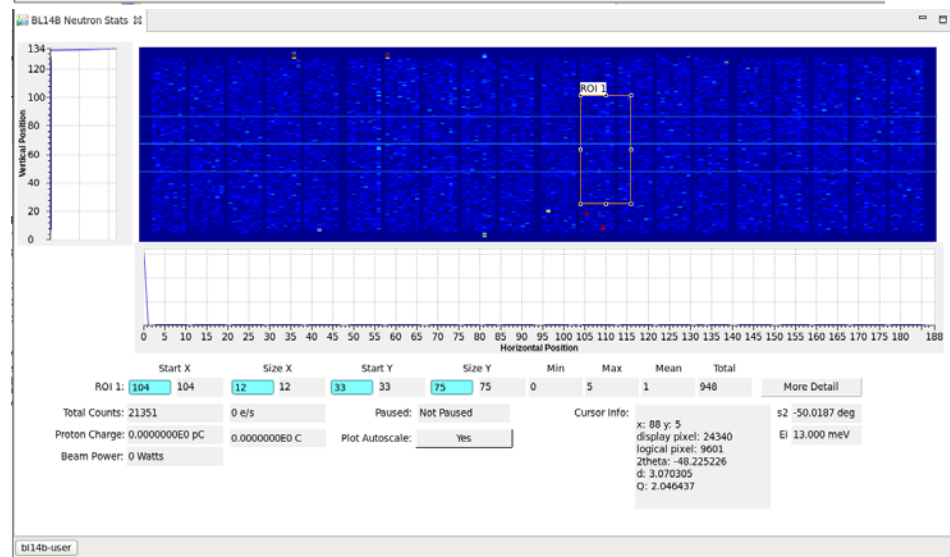 BL14B Neutron Stats
134
120
100
80
60
40
20
0
Vertical Position
ROI 1
0 5 10 15 20 25 30 35 40 45 50 55 60 65 70 75 80 85 90 95 100 105 110 115 120 125 130 135 140 145 150 155 160 165 170 175 180 188
Horizontal Position
Start X Size X Start Y Size Y Min Max Mean Total
ROI 1: 104 104 12 12 33 33 75 75 0 5 1 948 More Detail
Total Counts: 21351 0 e/s Paused: Not Paused Cursor Info: s2 -50.0187 deg
Proton Charge: 0.0000000E0 pC 0.0000000E0 C Plot Autoscale: Yes Ei 13.000 meV
Beam Power: 0 Watts
x: 88 y: 5
display pixel: 24340
logical pixel: 9601
2theta: -48.225226
d: 3.070305
Q: 2.046437
bl14b-user